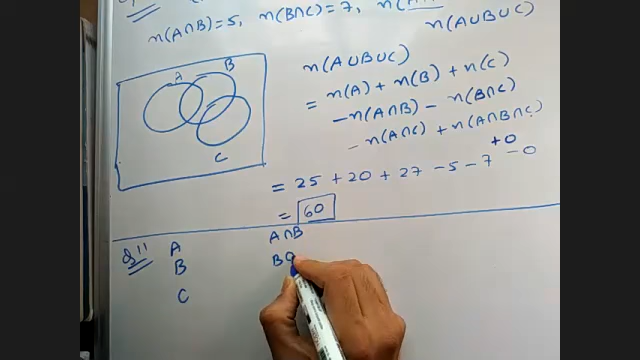 n(A∩B)=5, n(B∩C)=7, n(
n(A∪B∪C)
n(A∪B∪C)
= n(A) + n(B) + n(C)
-n(A∩B) - n(B∩C)
- n(A∩C) + n(A∩B∩C)
A
B
C
+0
= 25 + 20 + 27 - 5 - 7 - 0
= 60
Q11
A
B
C
A∩B
B∩